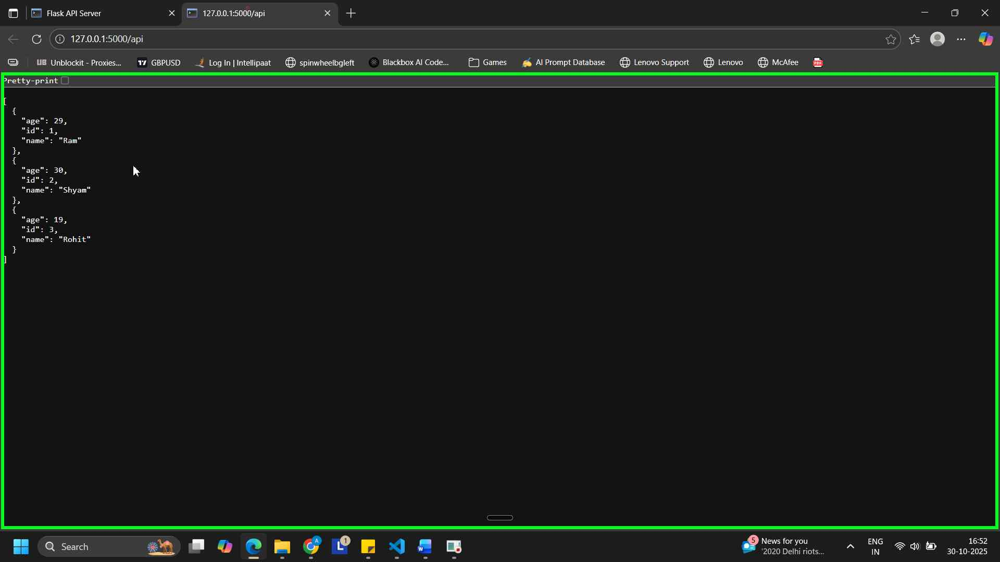 Flask API Server
127.0.0.1:5000/api
127.0.0.1:5000/api
UB Unblockit - Proxies...
GBPUSD
Log In | Intellipaat
spinwheelbgleft
Blackbox AI Code...
Games
AI Prompt Database
Lenovo Support
Lenovo
McAfee
PDF
Pretty-print
[
{
"age": 29,
"id": 1,
"name": "Ram"
},
{
"age": 30,
"id": 2,
"name": "Shyam"
},
{
"age": 19,
"id": 3,
"name": "Rohit"
}
]
Search
A
L 1
W
5
News for you
'2020 Delhi riots...
ENG
IN
16:52
30-10-2025